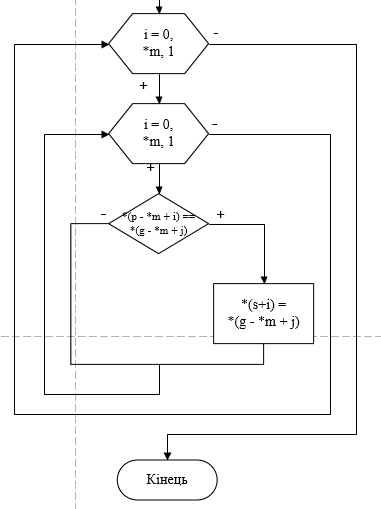 i = 0,
*m, 1
-
+
i = 0,
*m, 1
-
+
*(p - *m + i) ==
*(g - *m + j)
-
+
*(s+i) =
*(g - *m + j)
Кінець